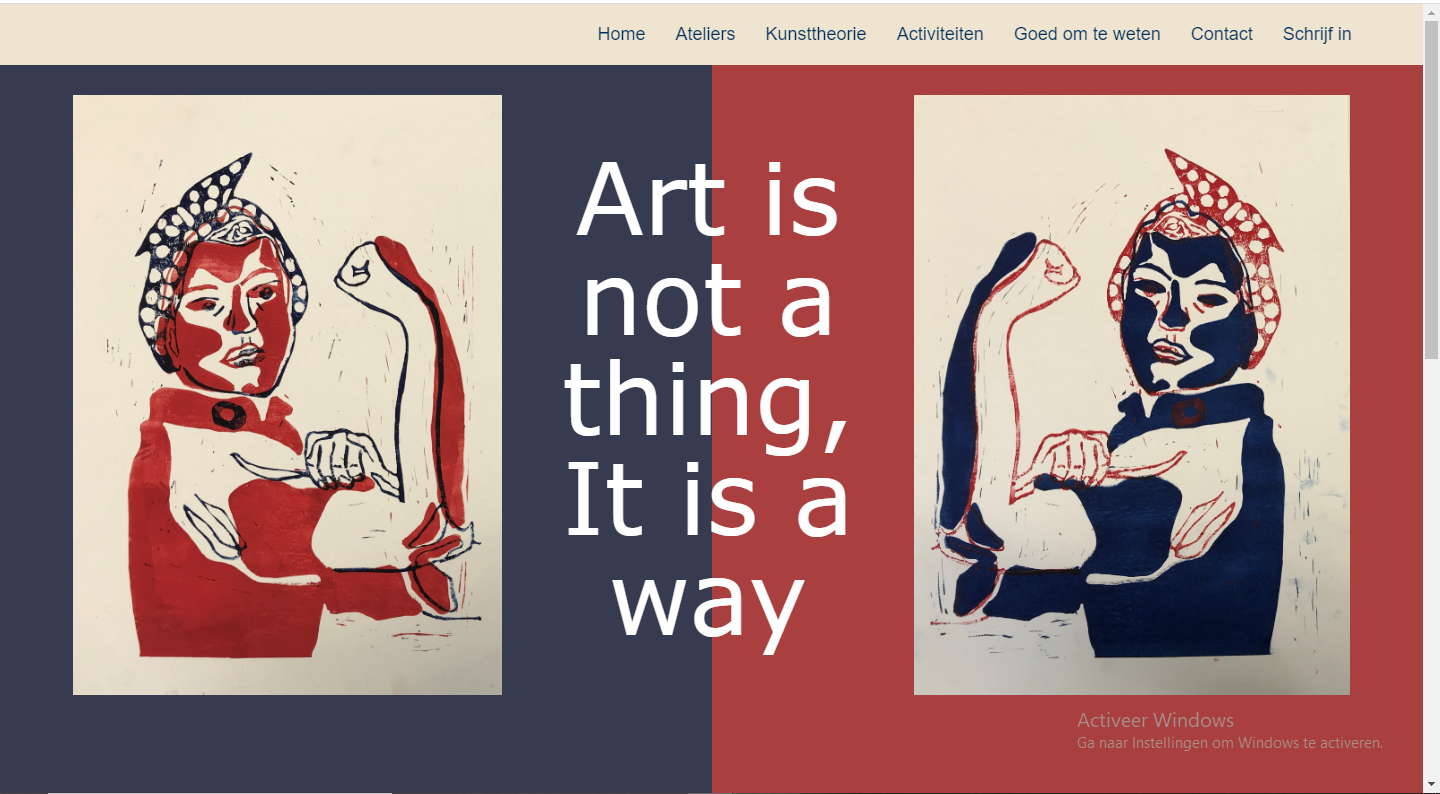 Home Ateliers Kunsttheorie Activiteiten Goed om te weten Contact Schrijf in
Art is
not a
thing,
It is a
way
Activeer Windows
Ga naar Instellingen om Windows te activeren.